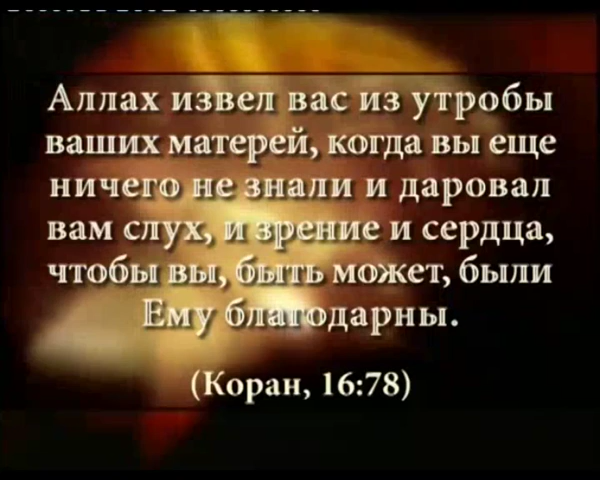 Аллах извел вас из утробы
ваших матерей, когда вы еще
ничего не знали и даровал
вам слух, и зрение и сердца,
чтобы вы, быть может, были
Ему благодарны.
(Коран, 16:78)